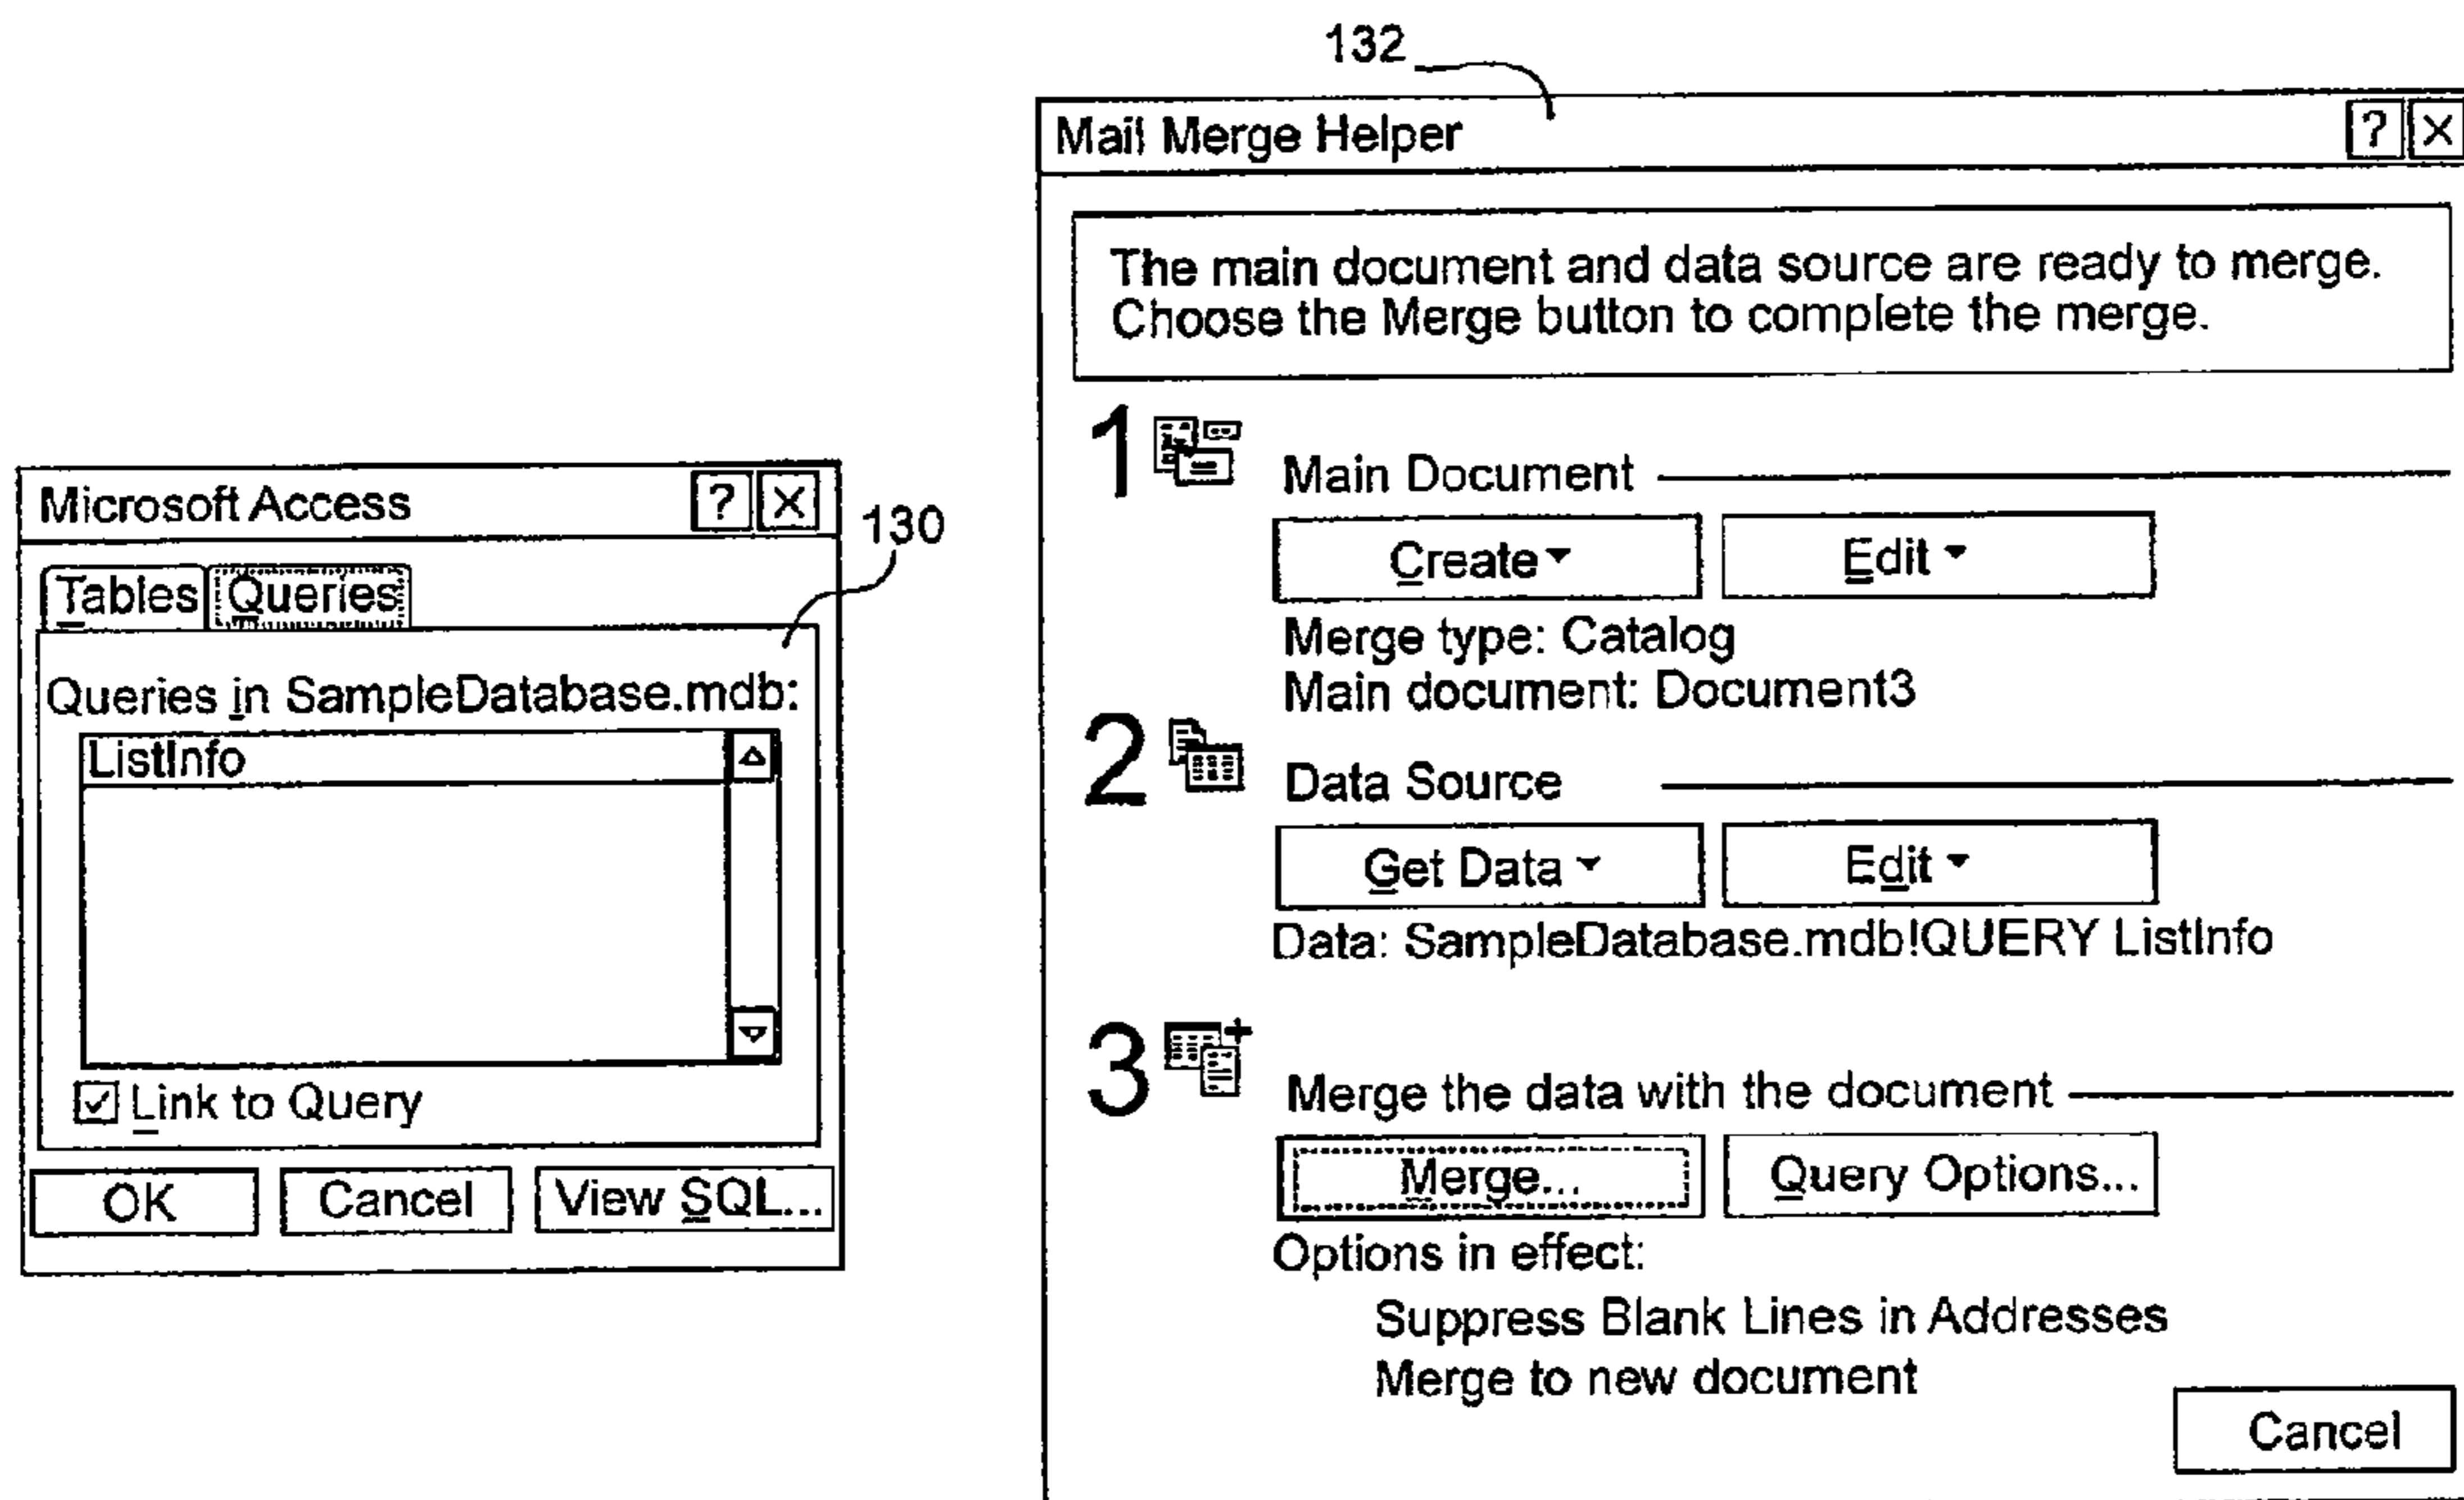 132
Mail Merge Helper ? X
The main document and data source are ready to merge.
Choose the Merge button to complete the merge.
1 Main Document
Create Edit
Merge type: Catalog
Main document: Document3
2 Data Source
Get Data Edit
Data: SampleDatabase.mdb!QUERY ListInfo
3 Merge the data with the document
Merge... Query Options...
Options in effect:
Suppress Blank Lines in Addresses
Merge to new document
Cancel
Microsoft Access ? X
130
Tables Queries
Queries in SampleDatabase.mdb:
ListInfo
Link to Query
OK Cancel View SQL...